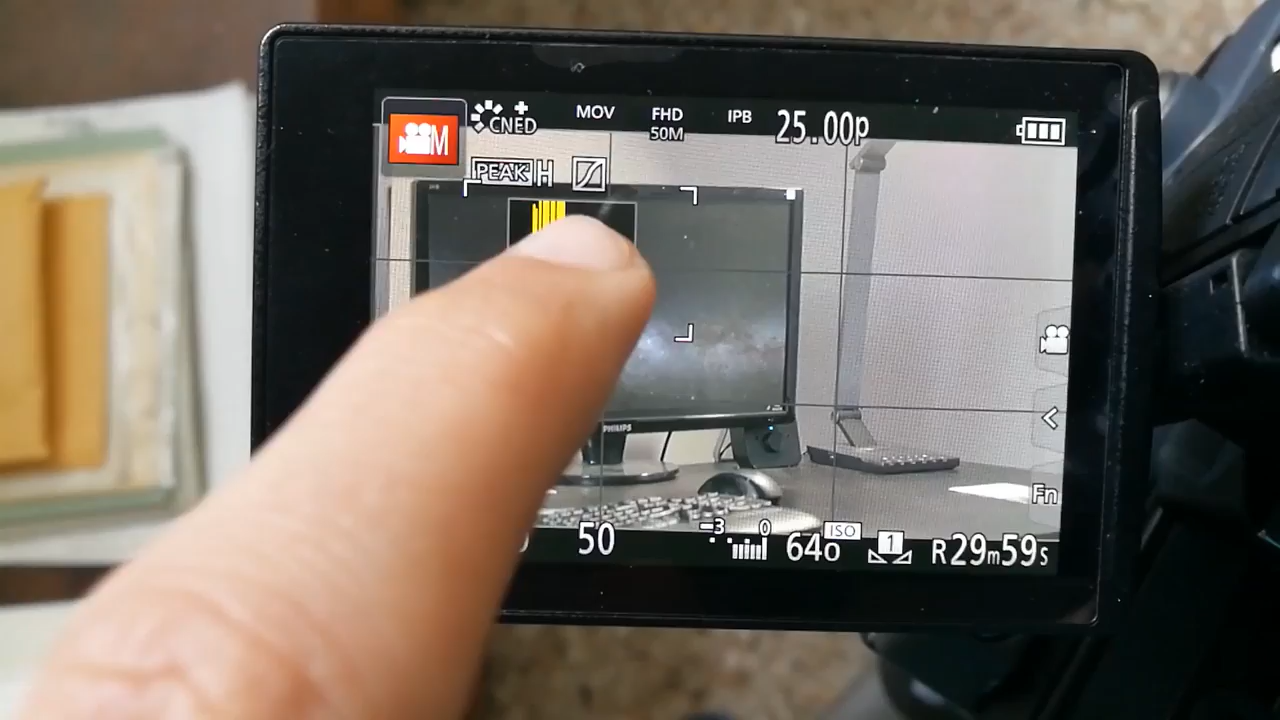 M
CNED
MOV
FHD
50M
IPB
25.00p
PEAK H
PHILIPS
Fn
50
-3 0
640
ISO
1
R29m59s